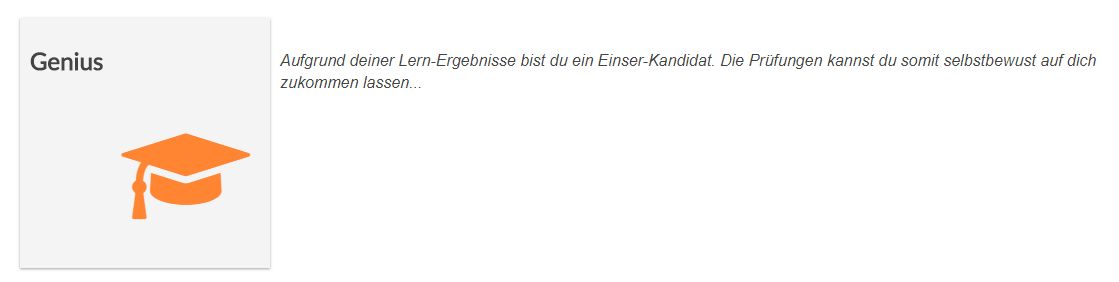 Genius
Aufgrund deiner Lern-Ergebnisse bist du ein Einser-Kandidat. Die Prüfungen kannst du somit selbstbewust auf dich
zukommen lassen...